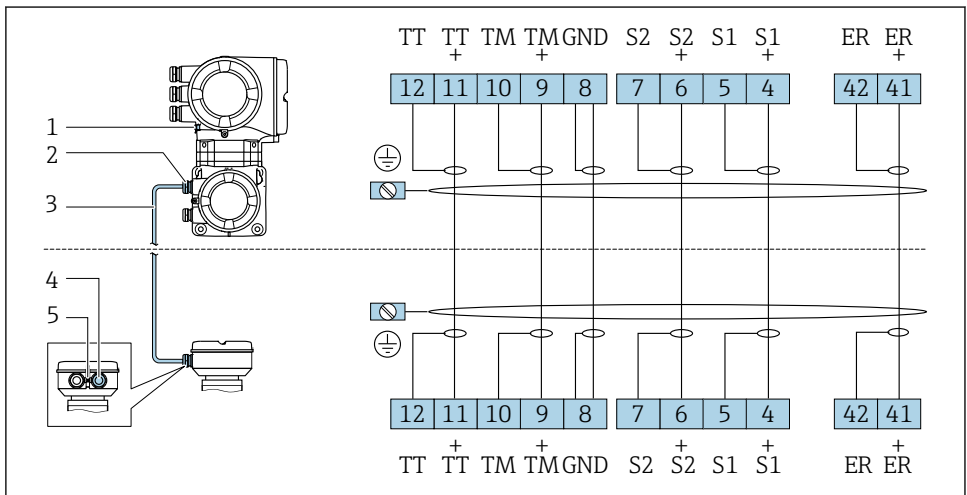 TT TT TM TM GND S2 S2 S1 S1 ER ER
+ + + + +
12 11 10 9 8 7 6 5 4 42 41
1
2
3
4
5
12 11 10 9 8 7 6 5 4 42 41
+ + + + +
TT TT TM TM GND S2 S2 S1 S1 ER ER